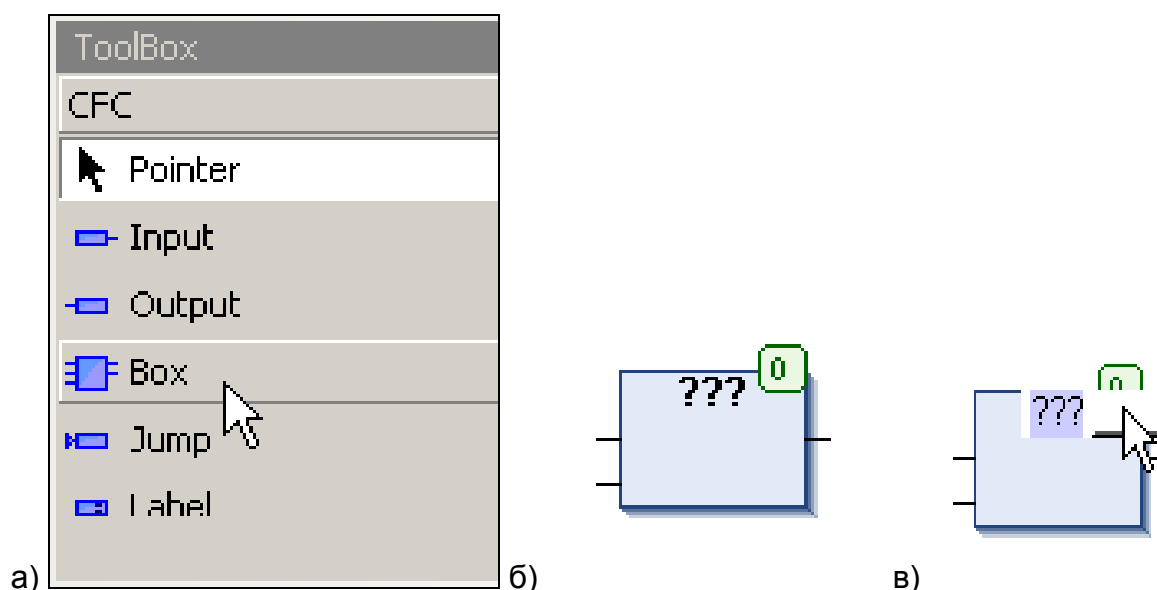 ToolBox
CFC
Pointer
Input
Output
Box
Jump
Label
а)
???
0
б)
???
0
в)